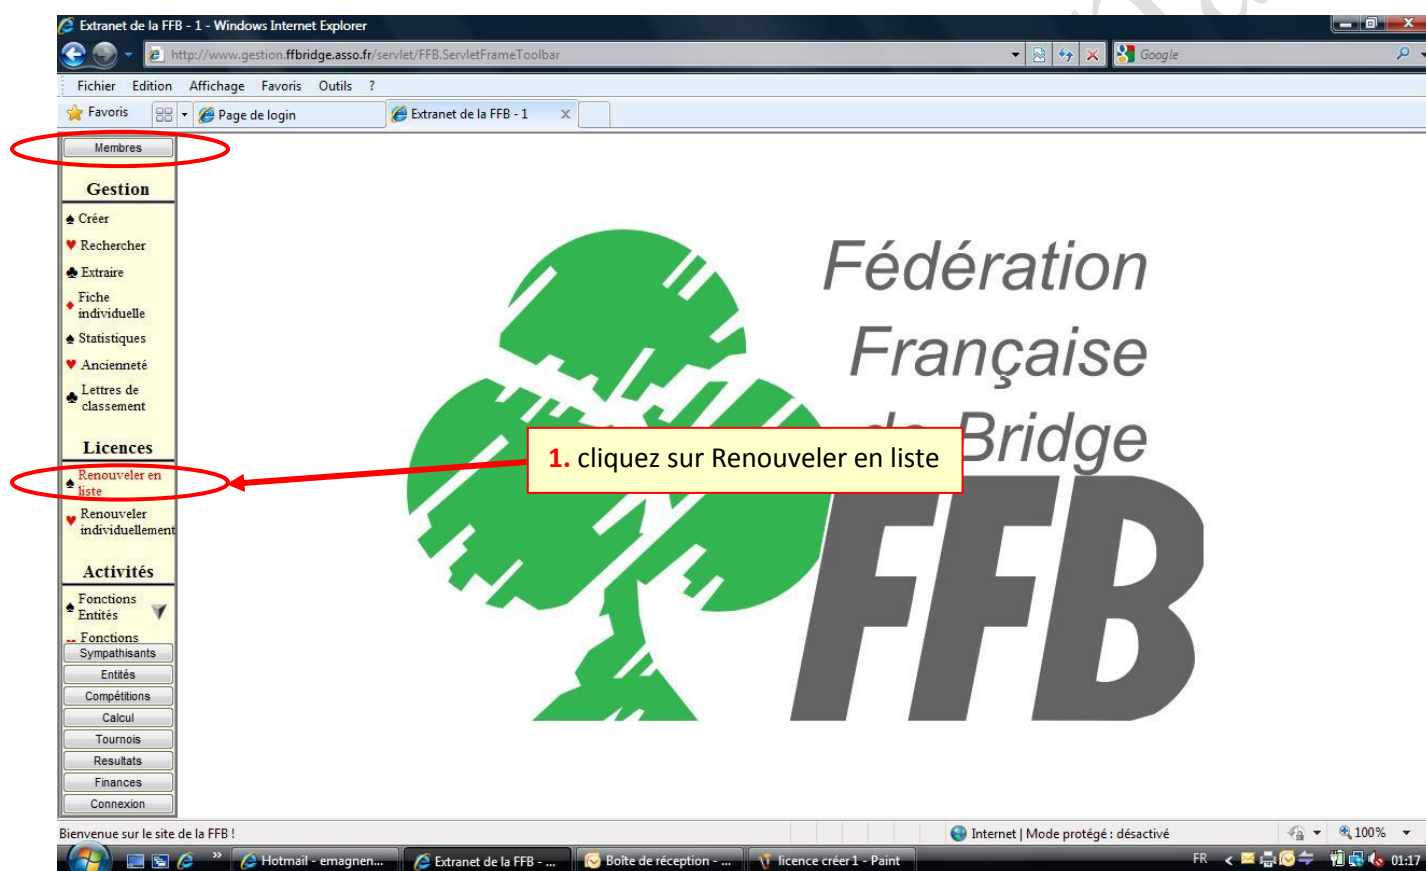 Extranet de la FFB - 1 - Windows Internet Explorer
http://www.gestion.ffbridge.asso.fr/servlet/FFB.ServletFrameToolbar
Google
Fichier Edition Affichage Favoris Outils ?
Favoris
Page de login
Extranet de la FFB - 1
Membres
Gestion
Créer
Rechercher
Extraire
Fiche
individuelle
Statistiques
Ancienneté
Lettres de
classement
Licences
Renouveler en
liste
Renouveler
individuellement
Activités
Fonctions
Entités
Fonctions
Sympathisants
Entités
Compétitions
Calcul
Tournois
Resultats
Finances
Connexion
Fédération
Française
de Bridge
FFB
1. cliquez sur Renouveler en liste
Bienvenue sur le site de la FFB !
Internet | Mode protégé : désactivé
100%
Hotmail - emagnen...
Extranet de la FFB - ...
Boîte de réception - ...
licence créer 1 - Paint
FR
01:17